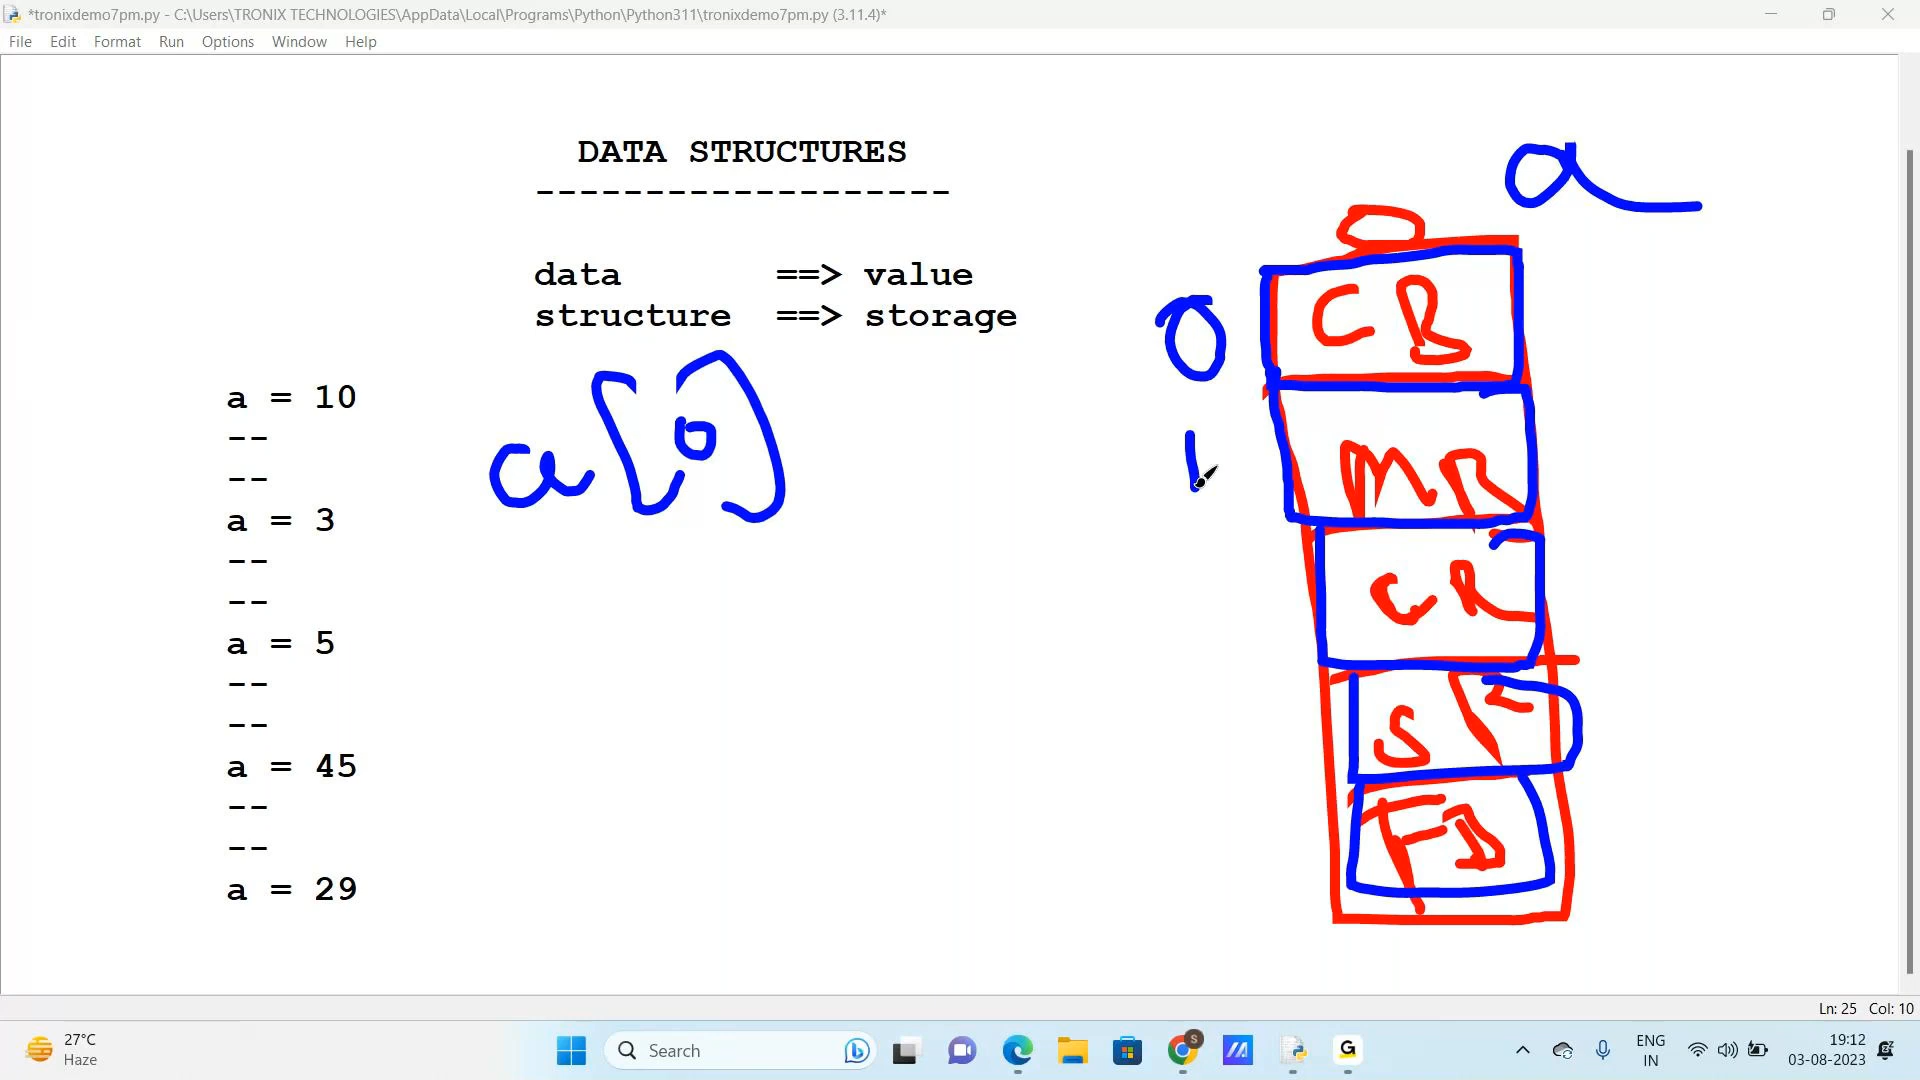 *tronixdemo7pm.py - C:\Users\TRONIX TECHNOLOGIES\AppData\Local\Programs\Python\Python311\tronixdemo7pm.py (3.11.4)*
File Edit Format Run Options Window Help
DATA STRUCTURES
-------------------
data ==> value
structure ==> storage
a = 10
--
--
a = 3
--
--
a = 5
--
--
a = 45
--
--
a = 29
a[0]
a
0 CB
1 MR
CR
FD
Ln: 25 Col: 10
27°C
Haze
Search
ENG
IN
19:12
03-08-2023